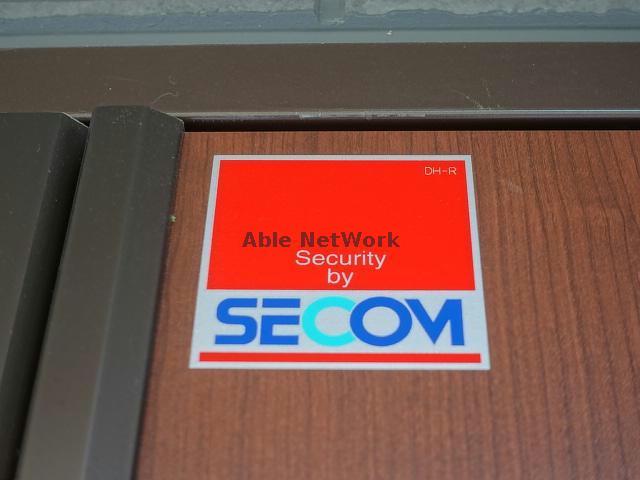 DH-R
Able NetWork
Security
by
SECOM